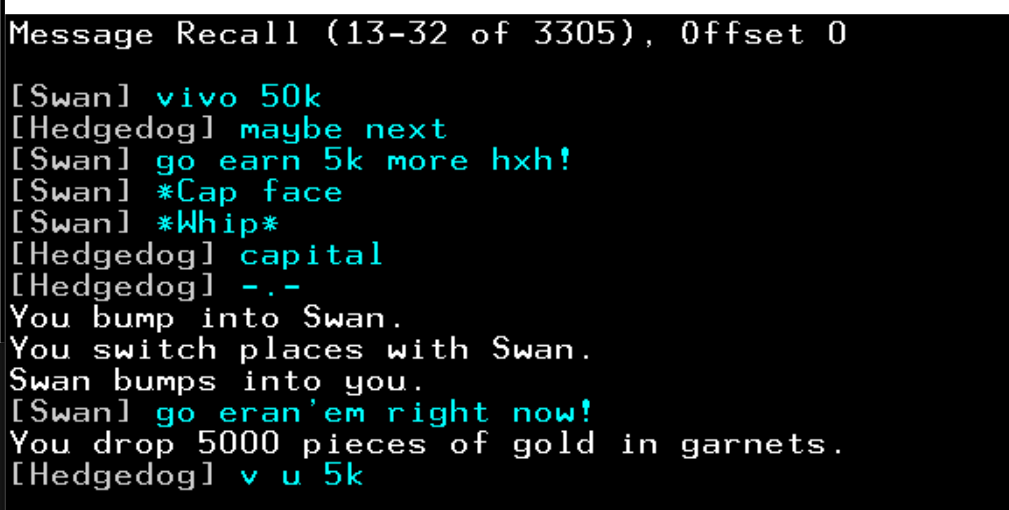 Message Recall (13-32 of 3305), Offset 0
[Swan] vivo 50k
[Hedgedog] maybe next
[Swan] go earn 5k more hxh!
[Swan] *Cap face
[Swan] *Whip*
[Hedgedog] capital
[Hedgedog] -.-
You bump into Swan.
You switch places with Swan.
Swan bumps into you.
[Swan] go eran'em right now!
You drop 5000 pieces of gold in garnets.
[Hedgedog] v u 5k